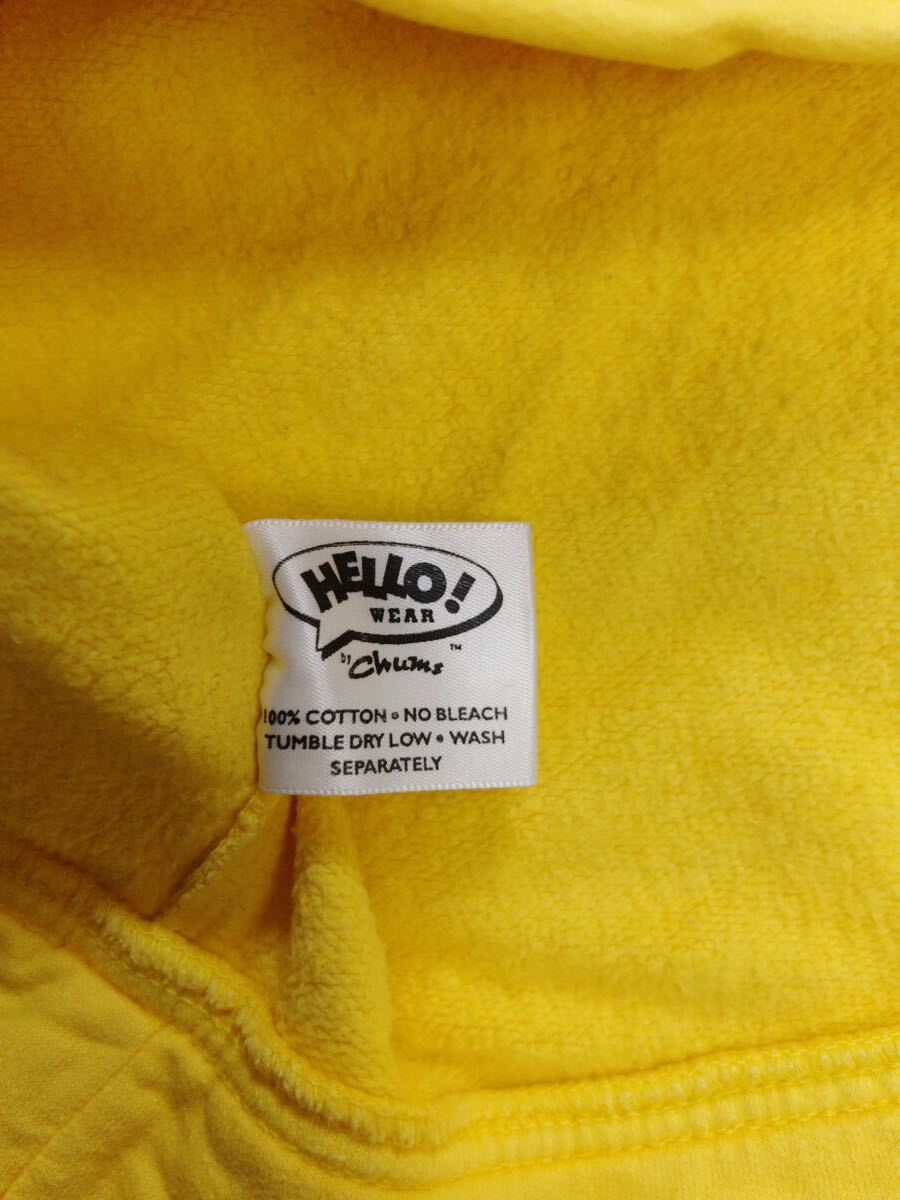 HELLO!
WEAR
by Chums™
100% COTTON • NO BLEACH
TUMBLE DRY LOW • WASH
SEPARATELY